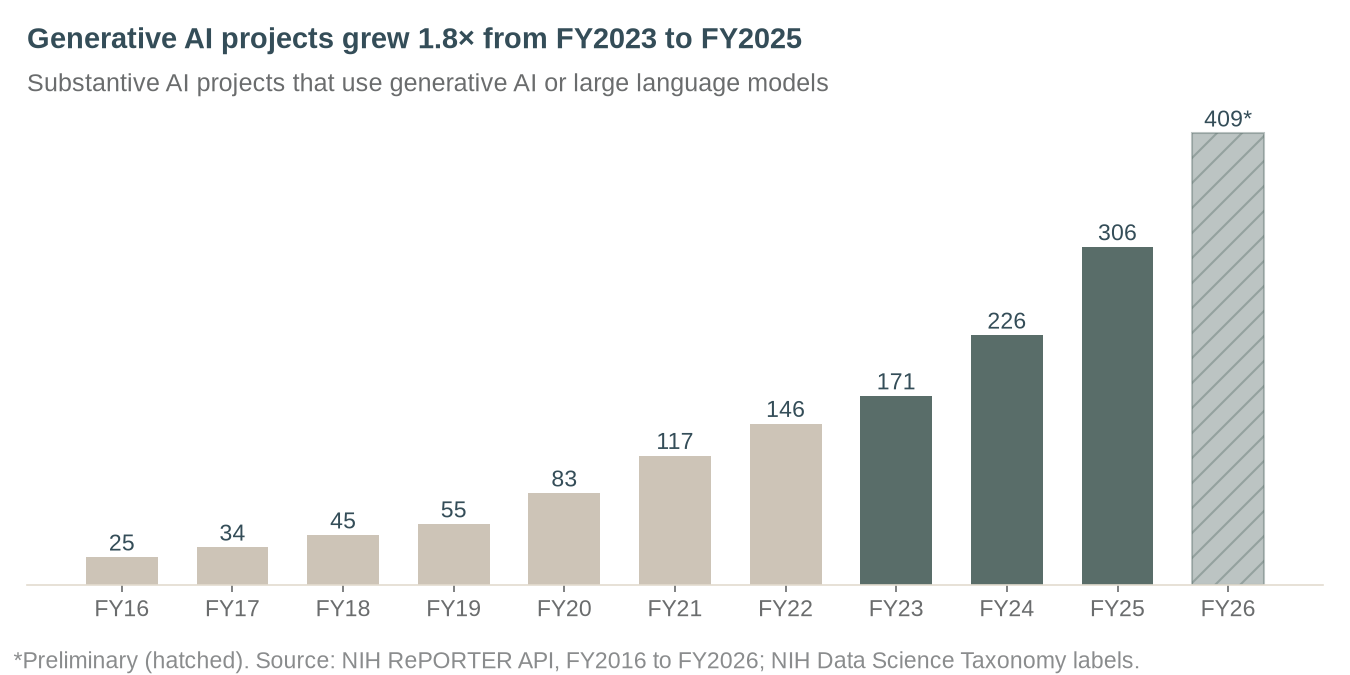 Generative AI projects grew 1.8× from FY2023 to FY2025
Substantive AI projects that use generative AI or large language models
25
34
45
55
83
117
146
171
226
306
409*
FY16
FY17
FY18
FY19
FY20
FY21
FY22
FY23
FY24
FY25
FY26
*Preliminary (hatched). Source: NIH RePORTER API, FY2016 to FY2026; NIH Data Science Taxonomy labels.